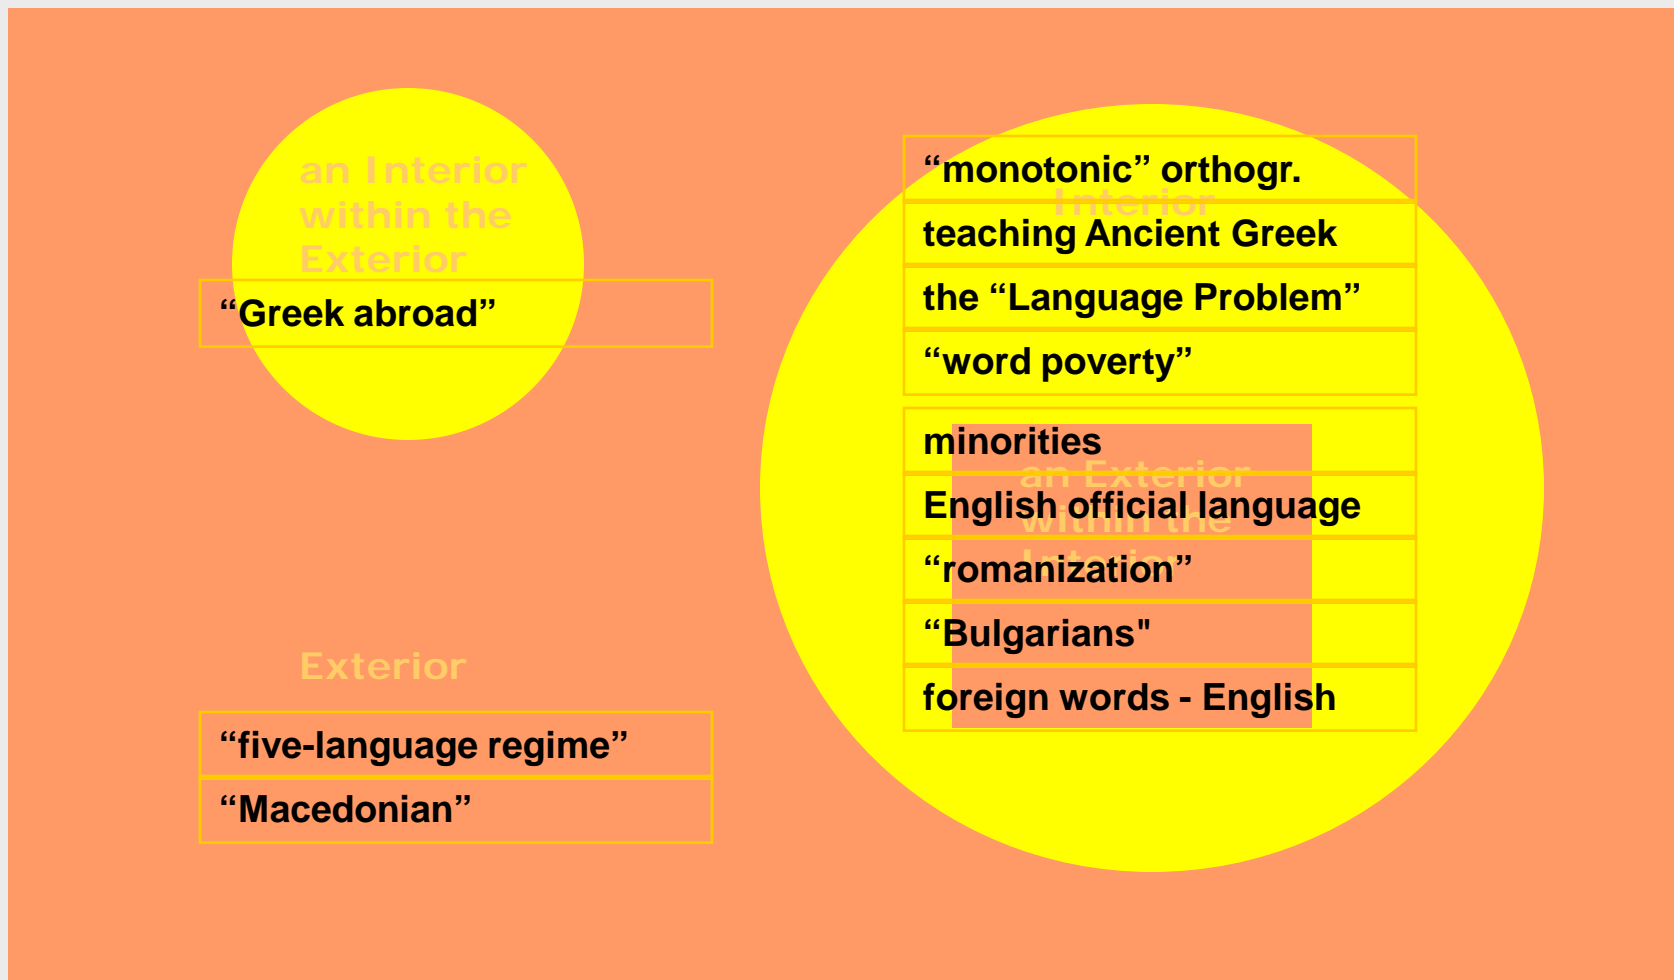 an Interior
within the
Exterior
“Greek abroad”
Exterior
“five-language regime”
“Macedonian”
“monotonic” orthogr.
Interior
teaching Ancient Greek
the “Language Problem”
“word poverty”
minorities
an Exterior
English official language
within the
“romanization”
Interior
“Bulgarians"
foreign words - English